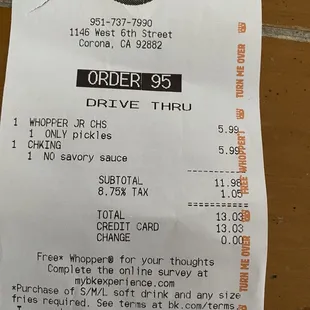 951-737-7990
1146 West 6th Street
Corona, CA 92882
ORDER 95
DRIVE THRU
1 WHOPPER JR CHS 5.99
1 ONLY pickles
1 CHKING 5.99
1 NO savory sauce
SUBTOTAL 11.98
8.75% TAX 1.05
TOTAL 13.03
CREDIT CARD 13.03
CHANGE 0.00
Free* Whopper® for your thoughts
Complete the online survey at
mybkexperience.com
*Purchase of S/M/L soft drink and any size
fries required. See terms at bk.com/terms
TURN ME OVER
FREE WHOPPER!
TURN ME OVER